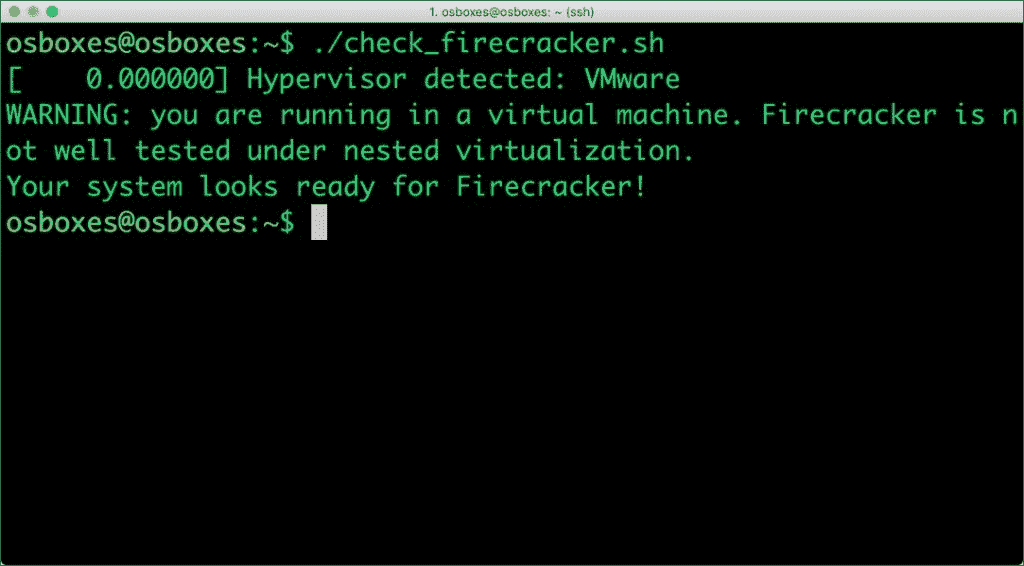 1. osboxes@osboxes: ~ (ssh)
osboxes@osboxes:~$ ./check_firecracker.sh
[    0.000000] Hypervisor detected: VMware
WARNING: you are running in a virtual machine. Firecracker is n
ot well tested under nested virtualization.
Your system looks ready for Firecracker!
osboxes@osboxes:~$